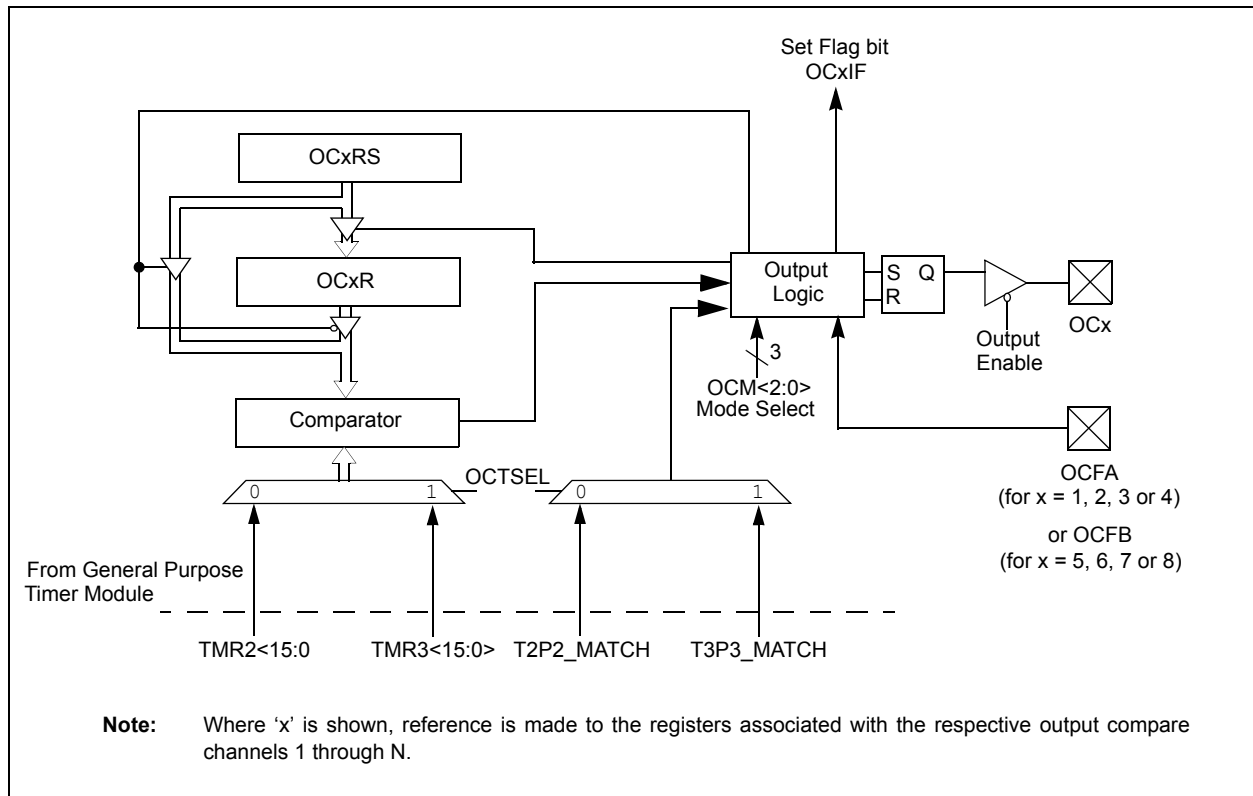 Set Flag bit
OCxIF
OCxRS
OCxR
Output
Logic
S Q
R
OCx
Output
Enable
3
OCM<2:0>
Mode Select
Comparator
OCTSEL
0 1
0 1
OCFA
(for x = 1, 2, 3 or 4)
or OCFB
(for x = 5, 6, 7 or 8)
From General Purpose
Timer Module
TMR2<15:0
TMR3<15:0>
T2P2_MATCH
T3P3_MATCH
Note: Where ‘x’ is shown, reference is made to the registers associated with the respective output compare
channels 1 through N.